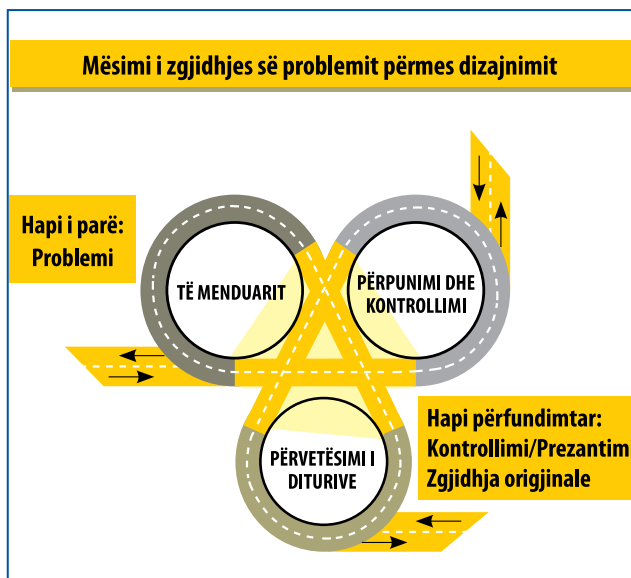 Mësimi i zgjidhjes së problemit përmes dizajnimit
Hapi i parë:
Problemi
TË MENDUARIT
PËRPUNIMI DHE
KONTROLLIMI
PËRVETËSIMI I
DITURIVE
Hapi përfundimtar:
Kontrollimi/Prezantim
Zgjidhja origjinale